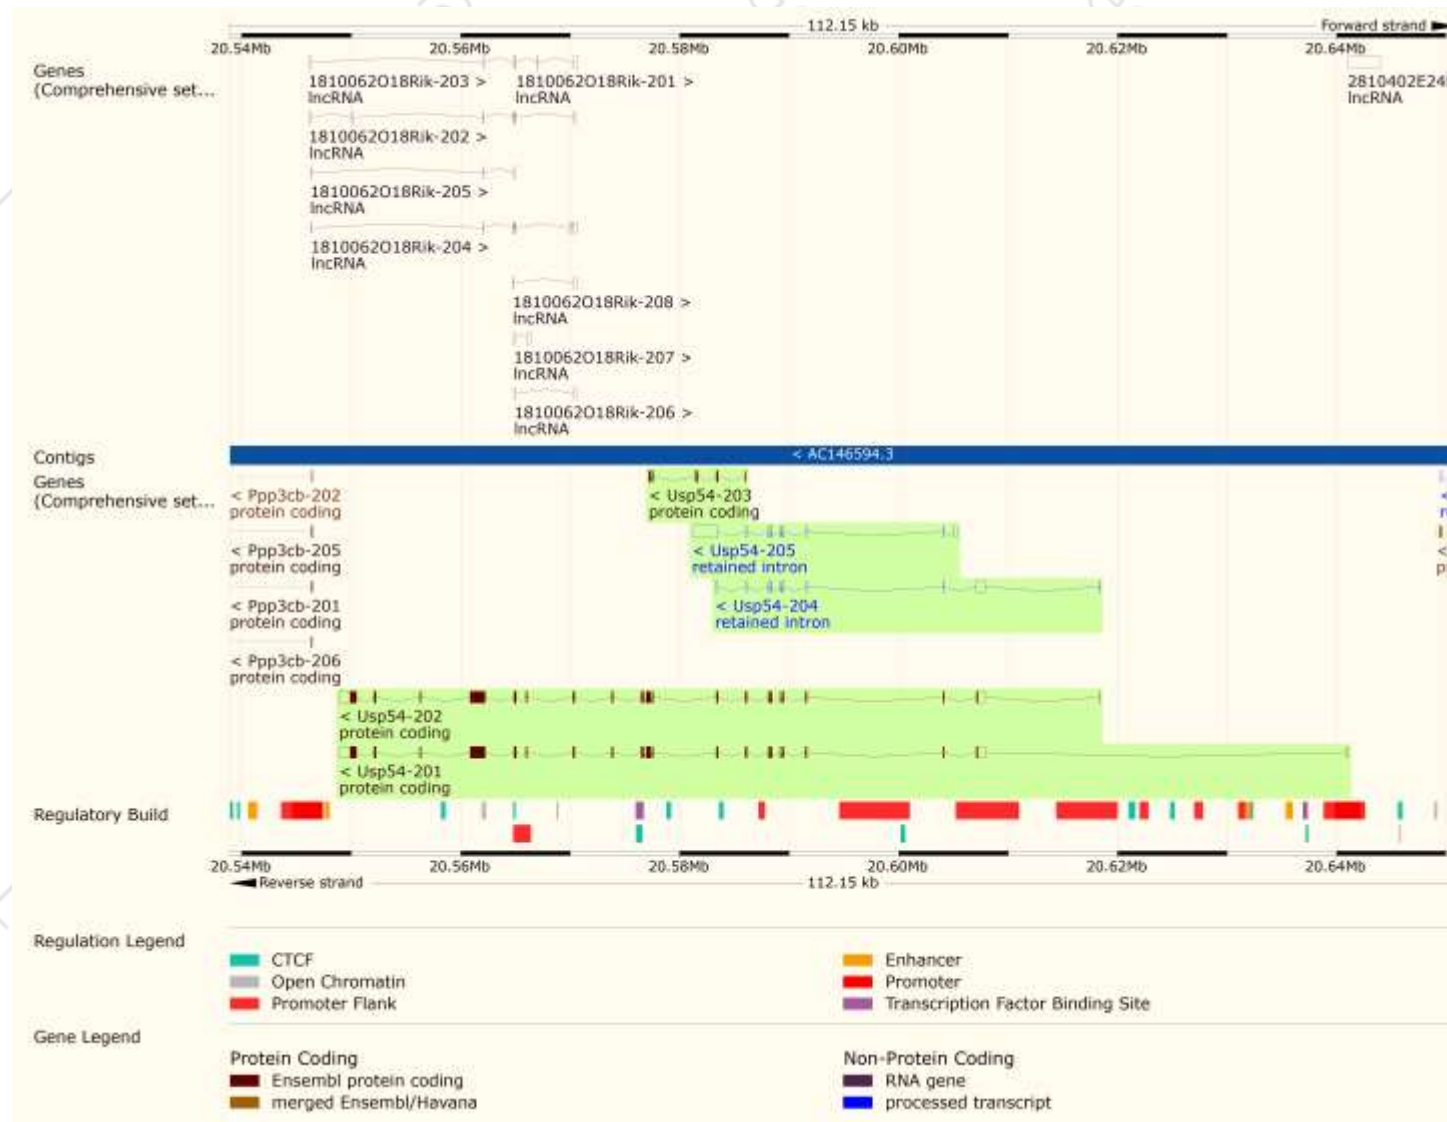 112.15 kb
Forward strand
20.54Mb 20.56Mb 20.58Mb 20.60Mb 20.62Mb 20.64Mb
Genes
(Comprehensive set...
1810062O18Rik-203 > 1810062O18Rik-201 > 2810402E24
lncRNA lncRNA lncRNA
1810062O18Rik-202 >
lncRNA
1810062O18Rik-205 >
lncRNA
1810062O18Rik-204 >
lncRNA
1810062O18Rik-208 >
lncRNA
1810062O18Rik-207 >
lncRNA
1810062O18Rik-206 >
lncRNA
Contigs
< AC146594.3
Genes
(Comprehensive set...
< Ppp3cb-202 < Usp54-203 <
protein coding protein coding
< Ppp3cb-205 < Usp54-205 <
protein coding retained intron p
< Ppp3cb-201 < Usp54-204
protein coding retained intron
< Ppp3cb-206
protein coding
< Usp54-202
protein coding
< Usp54-201
protein coding
Regulatory Build
20.54Mb 20.56Mb 20.58Mb 20.60Mb 20.62Mb 20.64Mb
Reverse strand 112.15 kb
Regulation Legend
CTCF Enhancer
Open Chromatin Promoter
Promoter Flank Transcription Factor Binding Site
Gene Legend
Protein Coding Non-Protein Coding
Ensembl protein coding RNA gene
merged Ensembl/Havana processed transcript